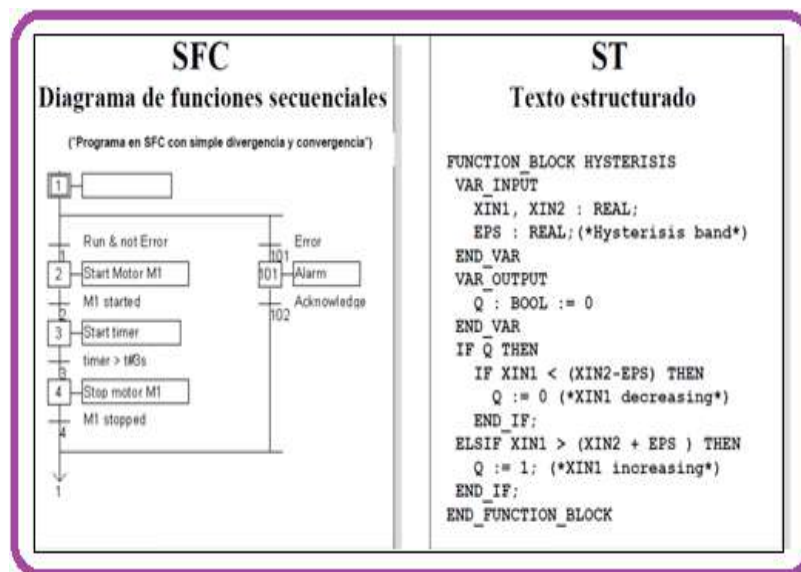 SFC
Diagrama de funciones secuenciales
("Programa en SFC con simple divergencia y convergencia")
1
Run & not Error
1
Error
101
2
Start Motor M1
101
Alarm
M1 started
2
Acknowledge
102
3
Start timer
timer > t#3s
3
4
Stop motor M1
M1 stopped
4
1
ST
Texto estructurado
FUNCTION_BLOCK HYSTERISIS
VAR_INPUT
XIN1, XIN2 : REAL;
EPS : REAL; (*Hysterisis band*)
END_VAR
VAR_OUTPUT
Q : BOOL := 0
END_VAR
IF Q THEN
IF XIN1 < (XIN2-EPS) THEN
Q := 0 (*XIN1 decreasing*)
END_IF;
ELSIF XIN1 > (XIN2 + EPS ) THEN
Q := 1; (*XIN1 increasing*)
END_IF;
END_FUNCTION_BLOCK